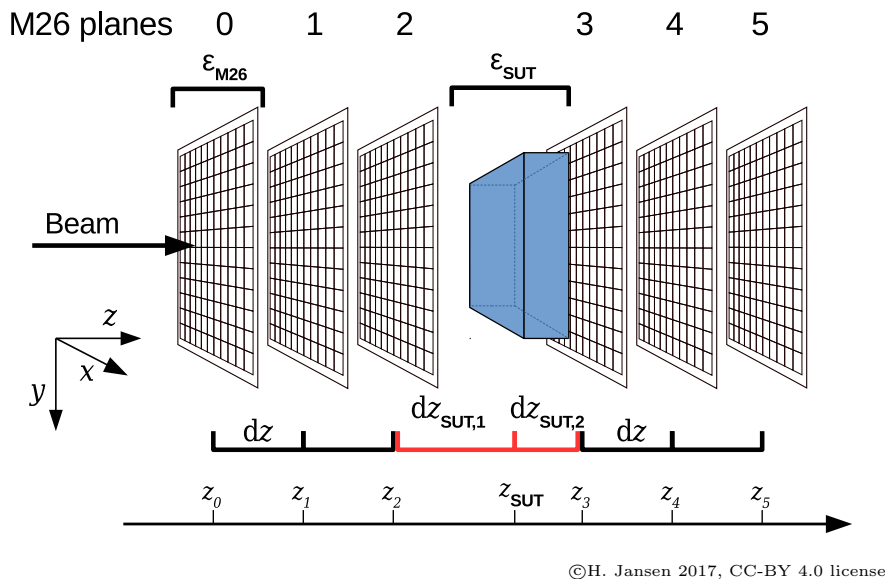 M26 planes 0 1 2 3 4 5
εM26 εSUT
Beam
z
x
y
dzSUT,1 dzSUT,2
dz dz
z0 z1 z2 zSUT z3 z4 z5
©H. Jansen 2017, CC-BY 4.0 license